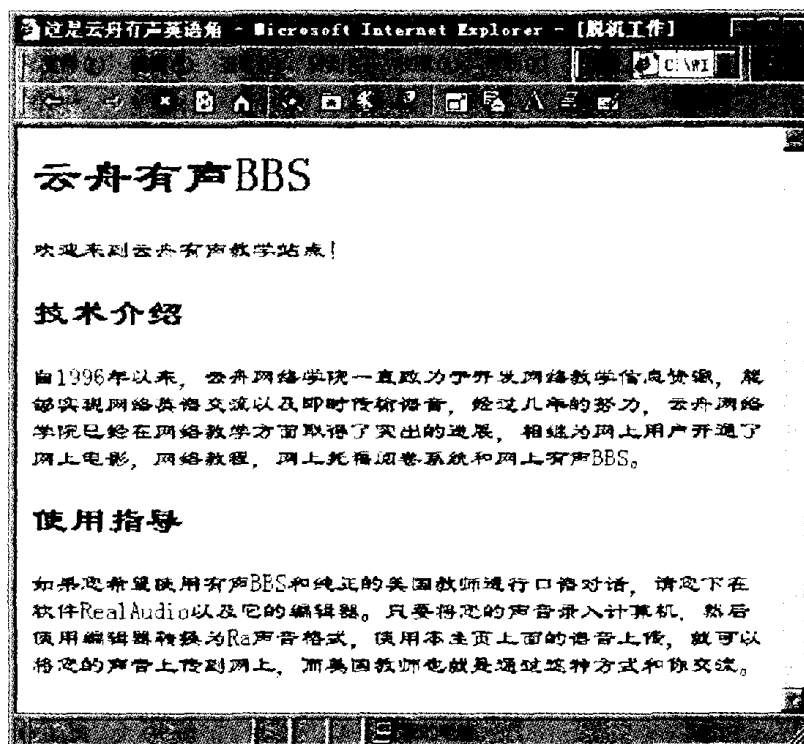 这是云舟有声英语角 - Microsoft Internet Explorer - [脱机工作]
C:\WI
云舟有声BBS
欢迎来到云舟有声教学站点!
技术介绍
自1996年以来，云舟网络学院一直致力于开发网络教学信息资源，能
够实现网络英语交流以及即时传输语音，经过几年的努力，云舟网络
学院已经在网络教学方面取得了突出的进展，相继为网上用户开通了
网上电影，网络教程，网上托福阅卷系统和网上有声BBS。
使用指导
如果您希望使用有声BBS和纯正的美国教师进行口语对话，请您下在
软件RealAudio以及它的编辑器。只要将您的声音录入计算机，然后
使用编辑器转换为Ra声音格式，使用本主页上面的语音上传，就可以
将您的声音上传到网上，而美国教师也就是通过这种方式和你交流。